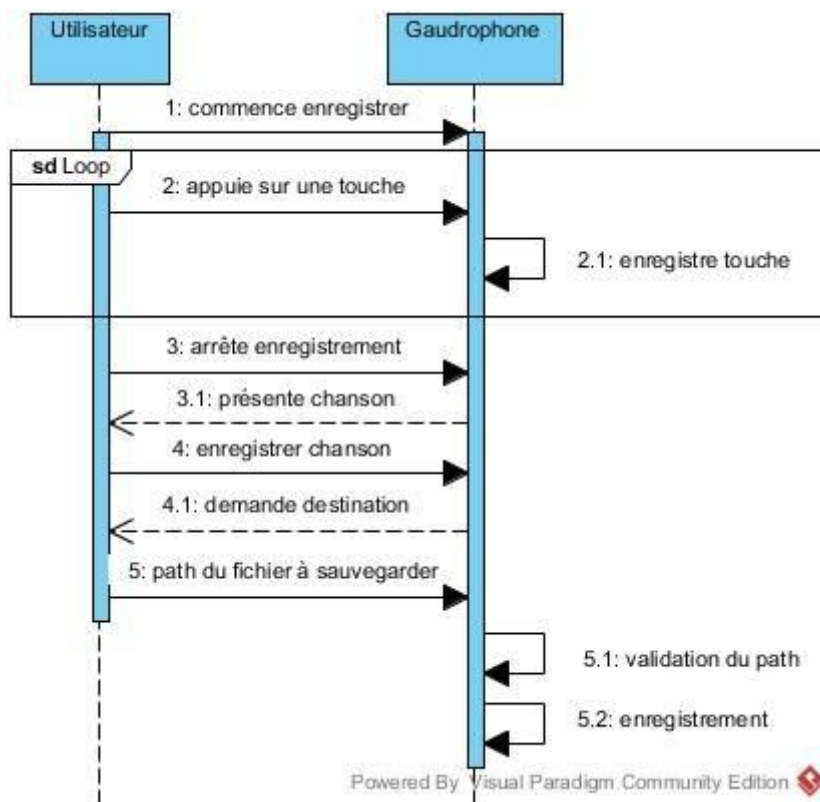 Utilisateur
Gaudrophone
1: commence enregistrer
sd Loop
2: appuie sur une touche
2.1: enregistre touche
3: arrête enregistrement
3.1: présente chanson
4: enregistrer chanson
4.1: demande destination
5: path du fichier à sauvegarder
5.1: validation du path
5.2: enregistrement
Powered By Visual Paradigm Community Edition